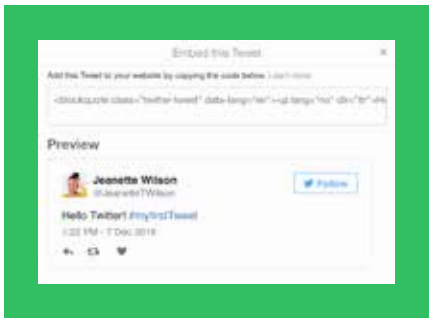 Embed this Tweet
Add this Tweet to your website by copying the code below. Learn more
<blockquote class="twitter-tweet" data-lang="en"><p lang="no" dir="ltr">
Preview
Jeanette Wilson
@JeanetteTWilson
Follow
Hello Twitter! #myfirstTweet
1:22 PM - 7 Dec 2016